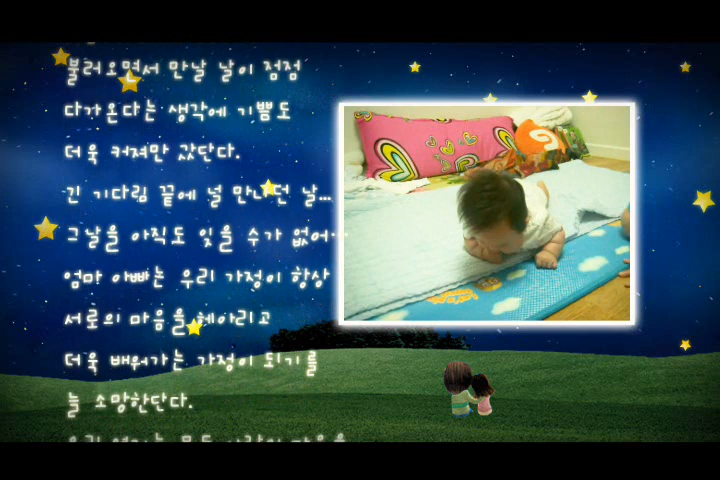 불러오면서 만날 날이 점점
다가온다는 생각에 기쁨도
더욱 커져만 갔단다.
긴 기다림 끝에 널 만나던 날...
그날을 아직도 잊을 수가 없어...
엄마 아빠는 우리 가정이 항상
서로의 마음을 헤아리고
더욱 배워가는 가정이 되기를
늘 소망한단다.